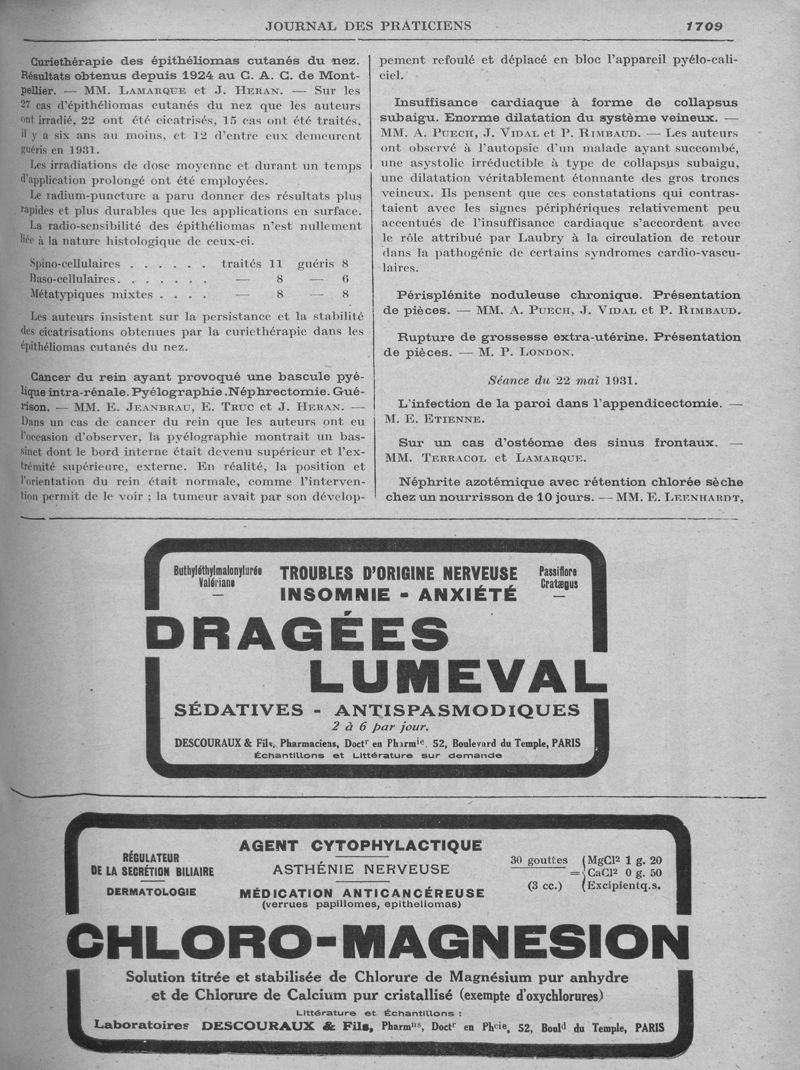 JOURNAL DES PRATICIENS
1709
Curiethérapie des épithéliomas cutanés du nez.
Résultats obtenus depuis 1924 au C. A. C. de Mont-
pellier. — MM. LAMARQUE et J. HERAN. — Sur les
27 cas d'épithéliomas cutanés du nez que les auteurs
ont irradié, 22 ont été cicatrisés, 15 cas ont été traités,
il y a six ans au moins, et 12 d'entre eux demeurent
guéris en 1931.
Les irradiations de dose moyenne et durant un temps
d'application prolongé ont été employées.
Le radium-puncture a paru donner des résultats plus
rapides et plus durables que les applications en surface.
La radio-sensibilité des épithéliomas n'est nullement
liée à la nature histologique de ceux-ci.
Spino-cellulaires . . . . . . traités 11 guéris 8
Baso-cellulaires. . . . . . . — 8 — 6
Métatypiques mixtes . . . . — 8 — 8
Les auteurs insistent sur la persistance et la stabilité
des cicatrisations obtenues par la curiethérapie dans les
épithéliomas cutanés du nez.
Cancer du rein ayant provoqué une bascule pyé-
lique intra-rénale. Pyélographie .Néphrectomie. Gué-
rison. — MM. E. JEANBRAU, E. TRUC et J. HERAN. —
Dans un cas de cancer du rein que les auteurs ont eu
l'occasion d'observer, la pyélographie montrait un bas-
sinet dont le bord interne était devenu supérieur et l'ex-
trémité supérieure, externe. En réalité, la position et
l'orientation du rein était normale, comme l'interven-
tion permit de le voir ; la tumeur avait par son dévelop-
pement refoulé et déplacé en bloc l'appareil pyélo-cali-
ciel.
Insuffisance cardiaque à forme de collapsus
subaigu. Enorme dilatation du système veineux. —
MM. A. PUECH, J. VIDAL et P. RIMBAUD. — Les auteurs
ont observé à l'autopsie d'un malade ayant succombé,
une asystolie irréductible à type de collapsus subaigu,
une dilatation véritablement étonnante des gros troncs
veineux. Ils pensent que ces constatations qui contras-
taient avec les signes périphériques relativement peu
accentués de l'insuffisance cardiaque s'accordent avec
le rôle attribué par Laubry à la circulation de retour
dans la pathogénie de certains syndromes cardio-vascu-
laires.
Périsplénite noduleuse chronique. Présentation
de pièces. — MM. A. PUECH, J. VIDAL et P. RIMBAUD.
Rupture de grossesse extra-utérine. Présentation
de pièces. — M. P. LONDON.
Séance du 22 mai 1931.
L'infection de la paroi dans l'appendicectomie. —
M. E. ETIENNE.
Sur un cas d'ostéome des sinus frontaux. —
MM. TERRACOL et LAMARQUE.
Néphrite azotémique avec rétention chlorée sèche
chez un nourrisson de 10 jours. — MM. E. LEENHARDT,
Buthyléthylmalonylurée
Valériane
—
TROUBLES D'ORIGINE NERVEUSE
INSOMNIE - ANXIÉTÉ
Passiflore
Cratægus
—
DRAGÉES
LUMEVAL
SÉDATIVES - ANTISPASMODIQUES
2 à 6 par jour.
DESCOURAUX & Fils, Pharmaciens, Doctr en Pharmie, 52, Boulevard du Temple, PARIS
Échantillons et Littérature sur demande
RÉGULATEUR
DE LA SECRÉTION BILIAIRE
DERMATOLOGIE
AGENT CYTOPHYLACTIQUE
ASTHÉNIE NERVEUSE
MÉDICATION ANTICANCÉREUSE
(verrues papillomes, epitheliomas)
30 gouttes
(3 cc.)
=
MgCl² 1 g. 20
CaCl² 0 g. 50
Excipientq.s.
CHLORO-MAGNESION
Solution titrée et stabilisée de Chlorure de Magnésium pur anhydre
et de Chlorure de Calcium pur cristallisé (exempte d'oxychlorures)
Littérature et Échantillons :
Laboratoires DESCOURAUX & Fils, Pharmns, Doctr en Phcie, 52, Bould du Temple, PARIS